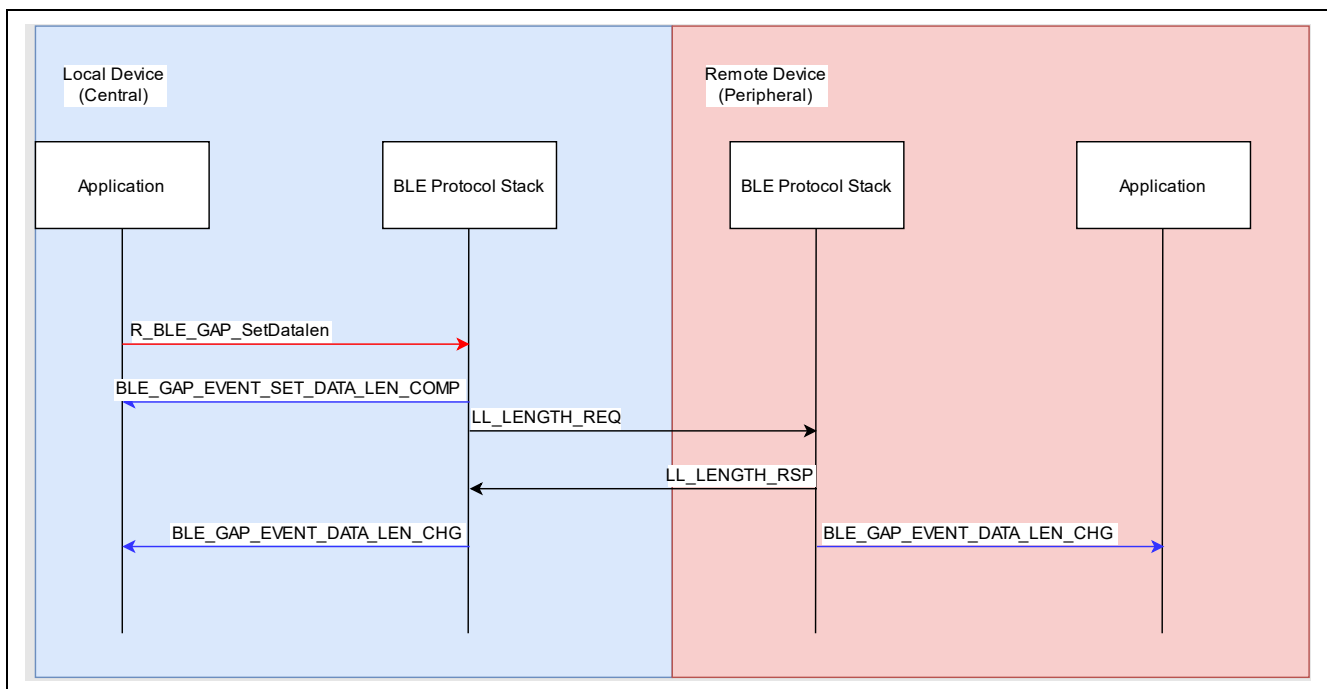 Local Device
(Central)
Remote Device
(Peripheral)
Application
BLE Protocol Stack
BLE Protocol Stack
Application
R_BLE_GAP_SetDatalen
BLE_GAP_EVENT_SET_DATA_LEN_COMP
LL_LENGTH_REQ
LL_LENGTH_RSP
BLE_GAP_EVENT_DATA_LEN_CHG
BLE_GAP_EVENT_DATA_LEN_CHG